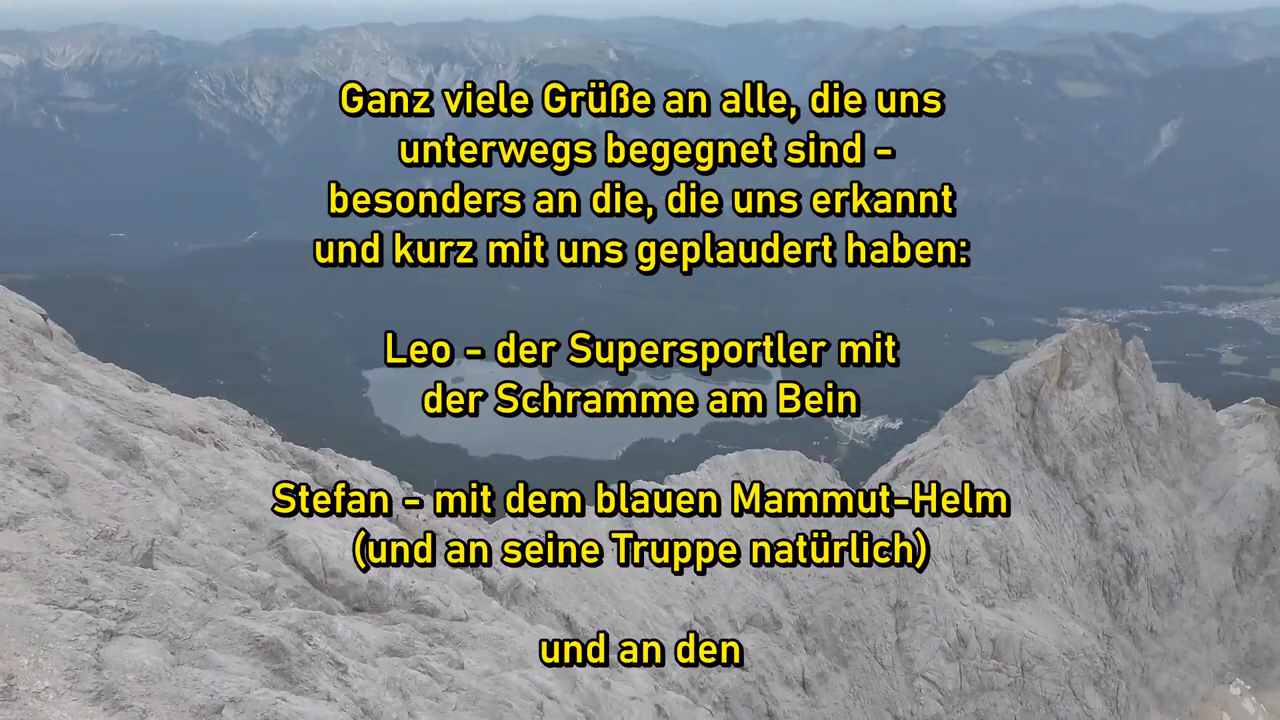 Ganz viele Grüße an alle, die uns
unterwegs begegnet sind -
besonders an die, die uns erkannt
und kurz mit uns geplaudert haben:
Leo - der Supersportler mit
der Schramme am Bein
Stefan - mit dem blauen Mammut-Helm
(und an seine Truppe natürlich)
und an den